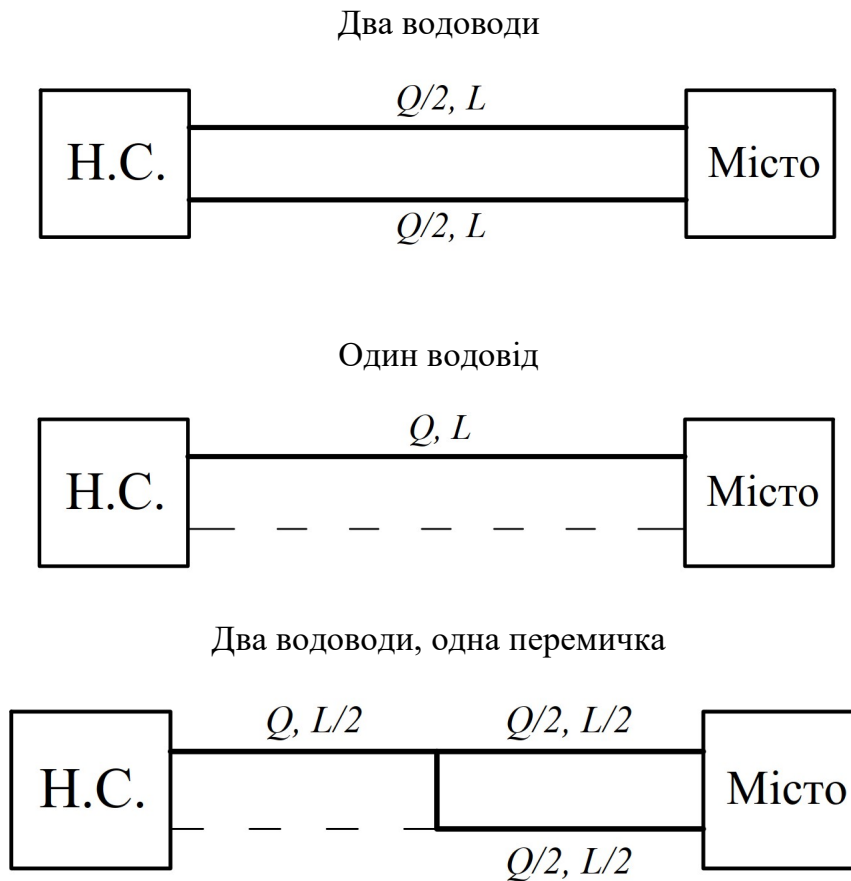 Два водоводи
Q/2, L
Н.С.
Місто
Q/2, L
Один водовід
Q, L
Н.С.
Місто
Два водоводи, одна перемичка
Q, L/2
Q/2, L/2
Н.С.
Місто
Q/2, L/2